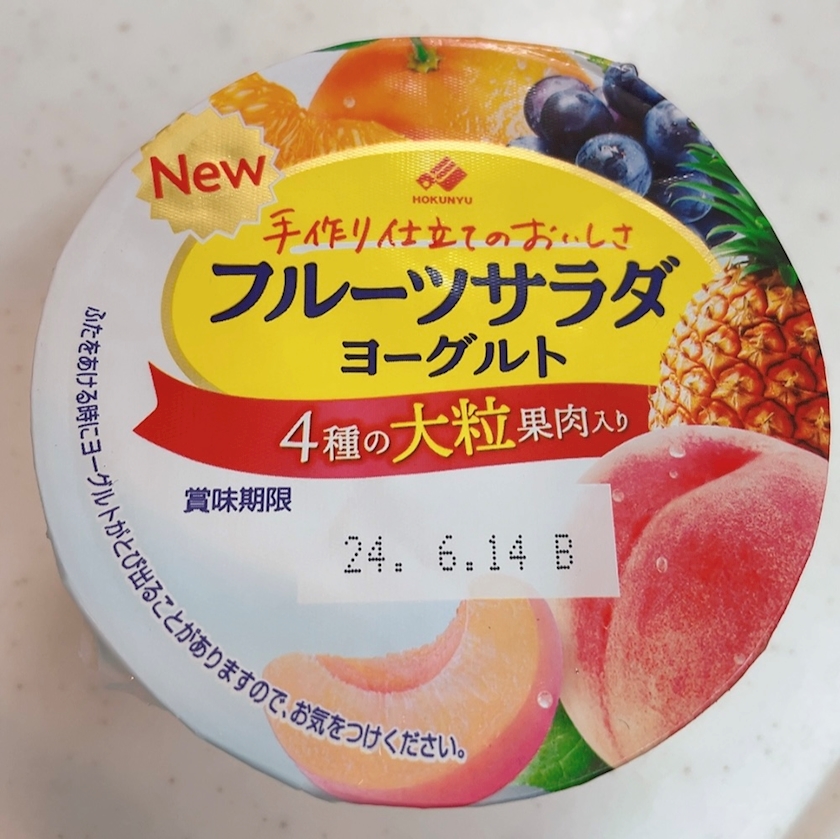 New
HOKUNYU
手作り仕立てのおいしさ
フルーツサラダ
ヨーグルト
4種の大粒果肉入り
賞味期限
24. 6.14 B
ふたをあける時にヨーグルトがとび出ることがありますので、お気をつけください。